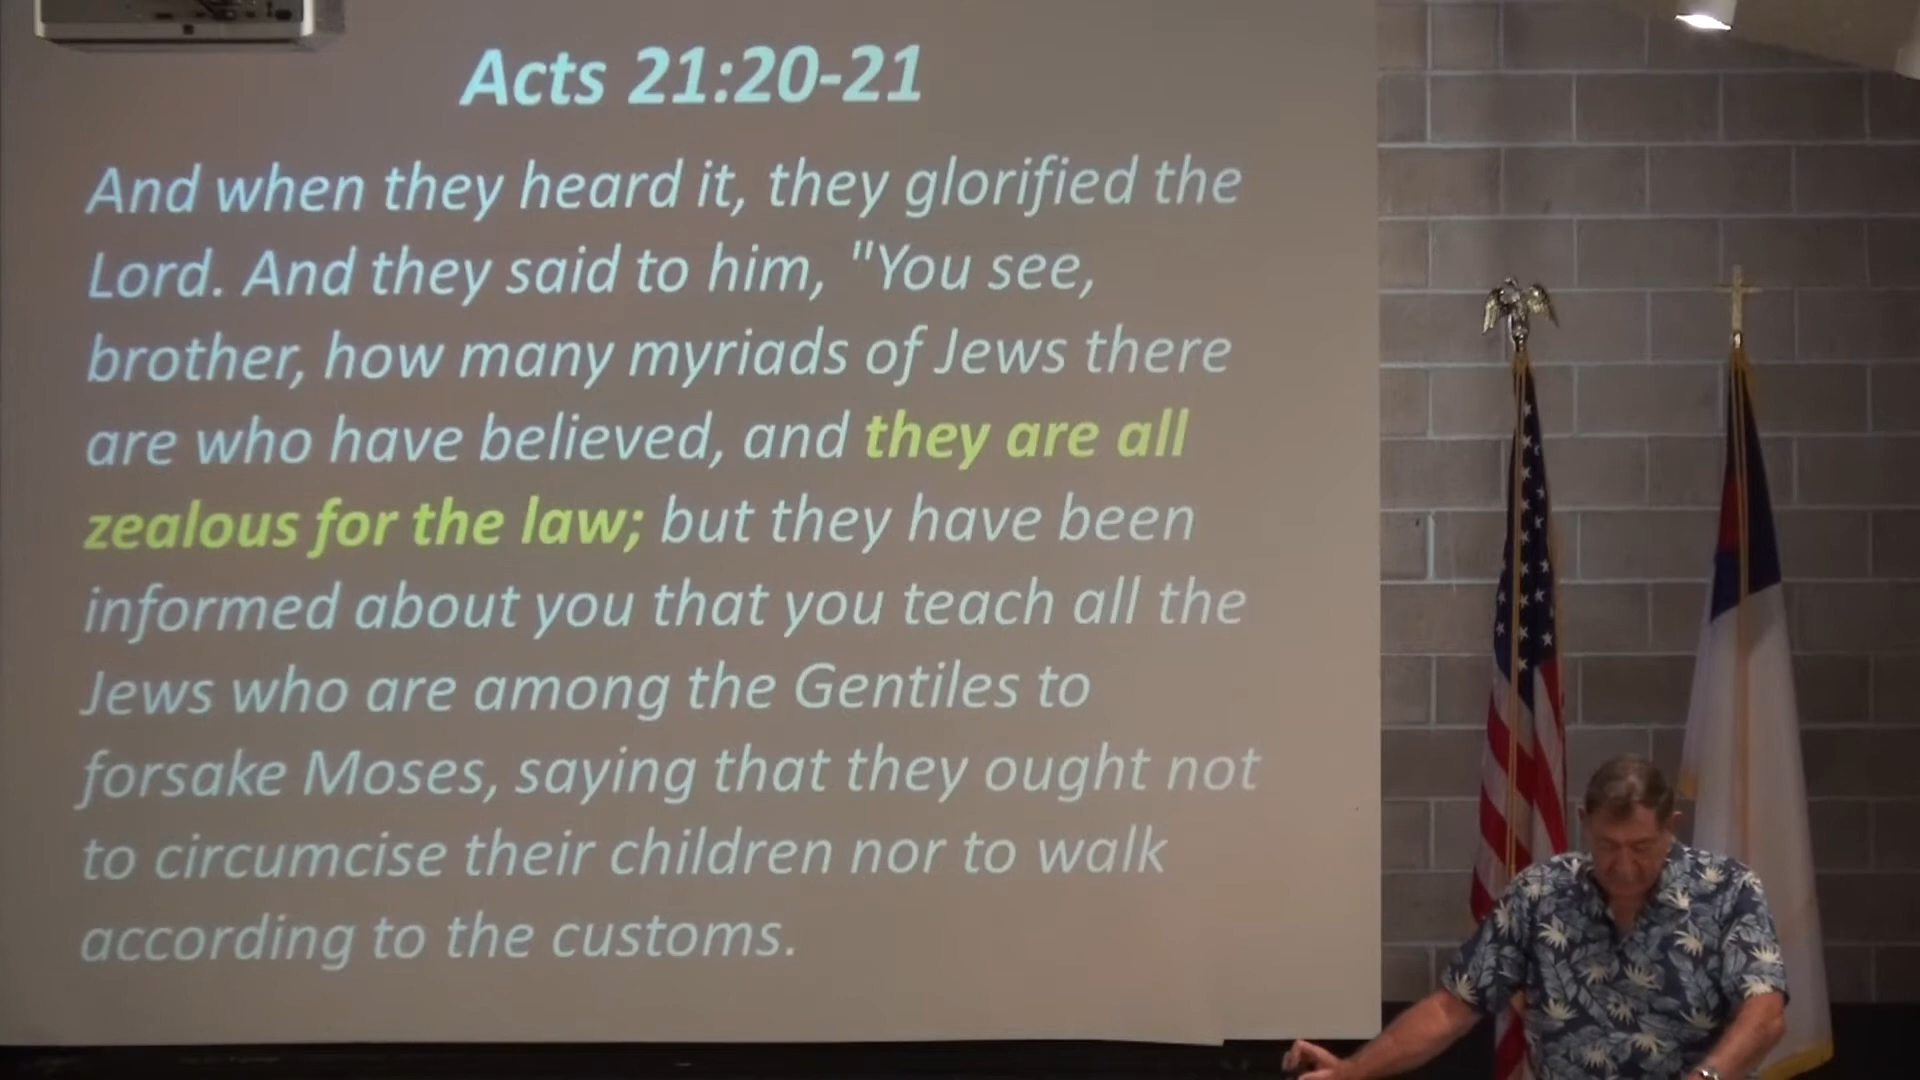 Acts 21:20-21
And when they heard it, they glorified the
Lord. And they said to him, "You see,
brother, how many myriads of Jews there
are who have believed, and they are all
zealous for the law; but they have been
informed about you that you teach all the
Jews who are among the Gentiles to
forsake Moses, saying that they ought not
to circumcise their children nor to walk
according to the customs.